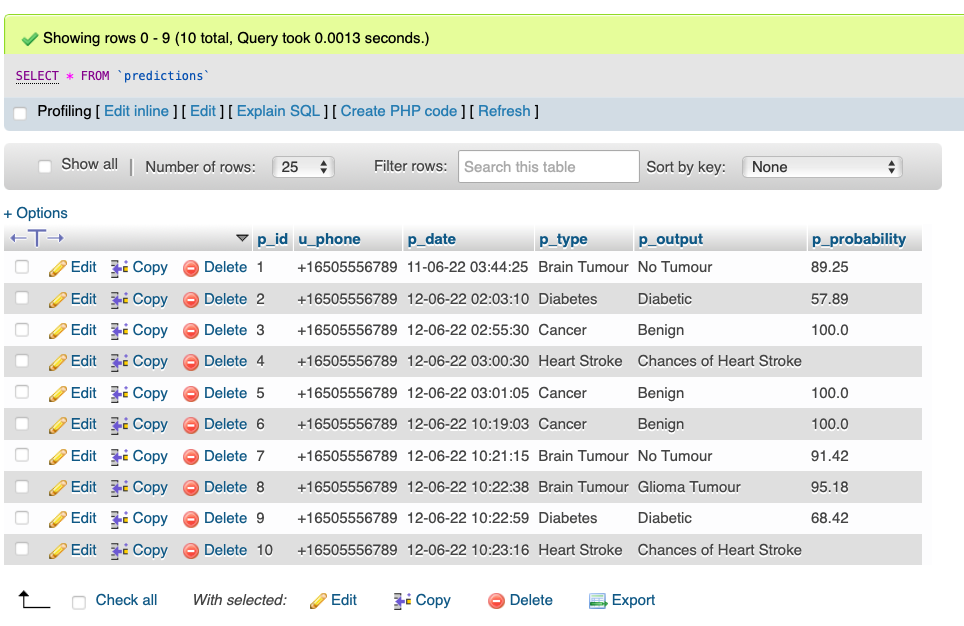 Showing rows 0 - 9 (10 total, Query took 0.0013 seconds.)
SELECT * FROM `predictions`
Profiling [ Edit inline ] [ Edit ] [ Explain SQL ] [ Create PHP code ] [ Refresh ]
Show all | Number of rows: 25 Filter rows: Search this table Sort by key: None
+ Options
←T→ p_id u_phone p_date p_type p_output p_probability
Edit Copy Delete 1 +16505556789 11-06-22 03:44:25 Brain Tumour No Tumour 89.25
Edit Copy Delete 2 +16505556789 12-06-22 02:03:10 Diabetes Diabetic 57.89
Edit Copy Delete 3 +16505556789 12-06-22 02:55:30 Cancer Benign 100.0
Edit Copy Delete 4 +16505556789 12-06-22 03:00:30 Heart Stroke Chances of Heart Stroke
Edit Copy Delete 5 +16505556789 12-06-22 03:01:05 Cancer Benign 100.0
Edit Copy Delete 6 +16505556789 12-06-22 10:19:03 Cancer Benign 100.0
Edit Copy Delete 7 +16505556789 12-06-22 10:21:15 Brain Tumour No Tumour 91.42
Edit Copy Delete 8 +16505556789 12-06-22 10:22:38 Brain Tumour Glioma Tumour 95.18
Edit Copy Delete 9 +16505556789 12-06-22 10:22:59 Diabetes Diabetic 68.42
Edit Copy Delete 10 +16505556789 12-06-22 10:23:16 Heart Stroke Chances of Heart Stroke
Check all With selected: Edit Copy Delete Export